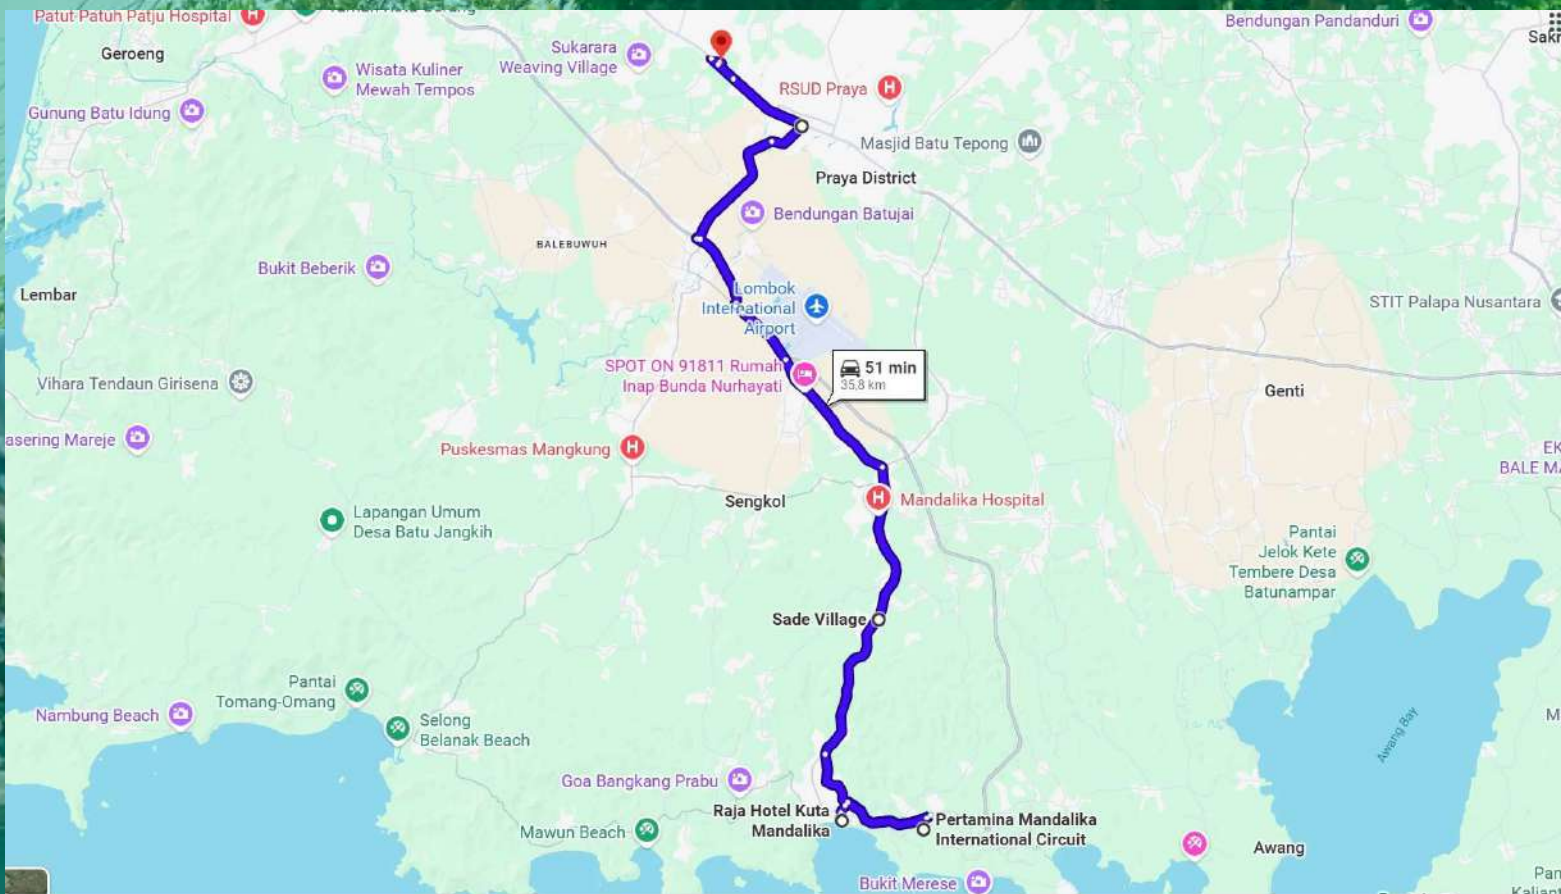 Patut Patuh Patju Hospital
Bendungan Pandanduri
Geroeng
Sukarara
Weaving Village
Wisata Kuliner
Mewah Tempos
RSUD Praya
Gunung Batu Idung
Masjid Batu Tepong
Praya District
Bendungan Batujai
BALEBUWUH
Bukit Beberik
Lembar
Lombok
International
Airport
STIT Palapa Nusantara
SPOT ON 91811 Rumah
Inap Bunda Nurhayati
51 min
35,8 km
Vihara Tendaun Girisena
Genti
asering Mareje
Puskesmas Mangkung
EK
BALE MA
Sengkol
Mandalika Hospital
Lapangan Umum
Desa Batu Jangkih
Pantai
Jelok Kete
Tembere Desa
Batunampar
Sade Village
Pantai
Tomang-Omang
Nambung Beach
Selong
Belanak Beach
Awang Bay
Goa Bangkang Prabu
Raja Hotel Kuta
Mandalika
Pertamina Mandalika
International Circuit
Mawun Beach
Awang
Bukit Merese